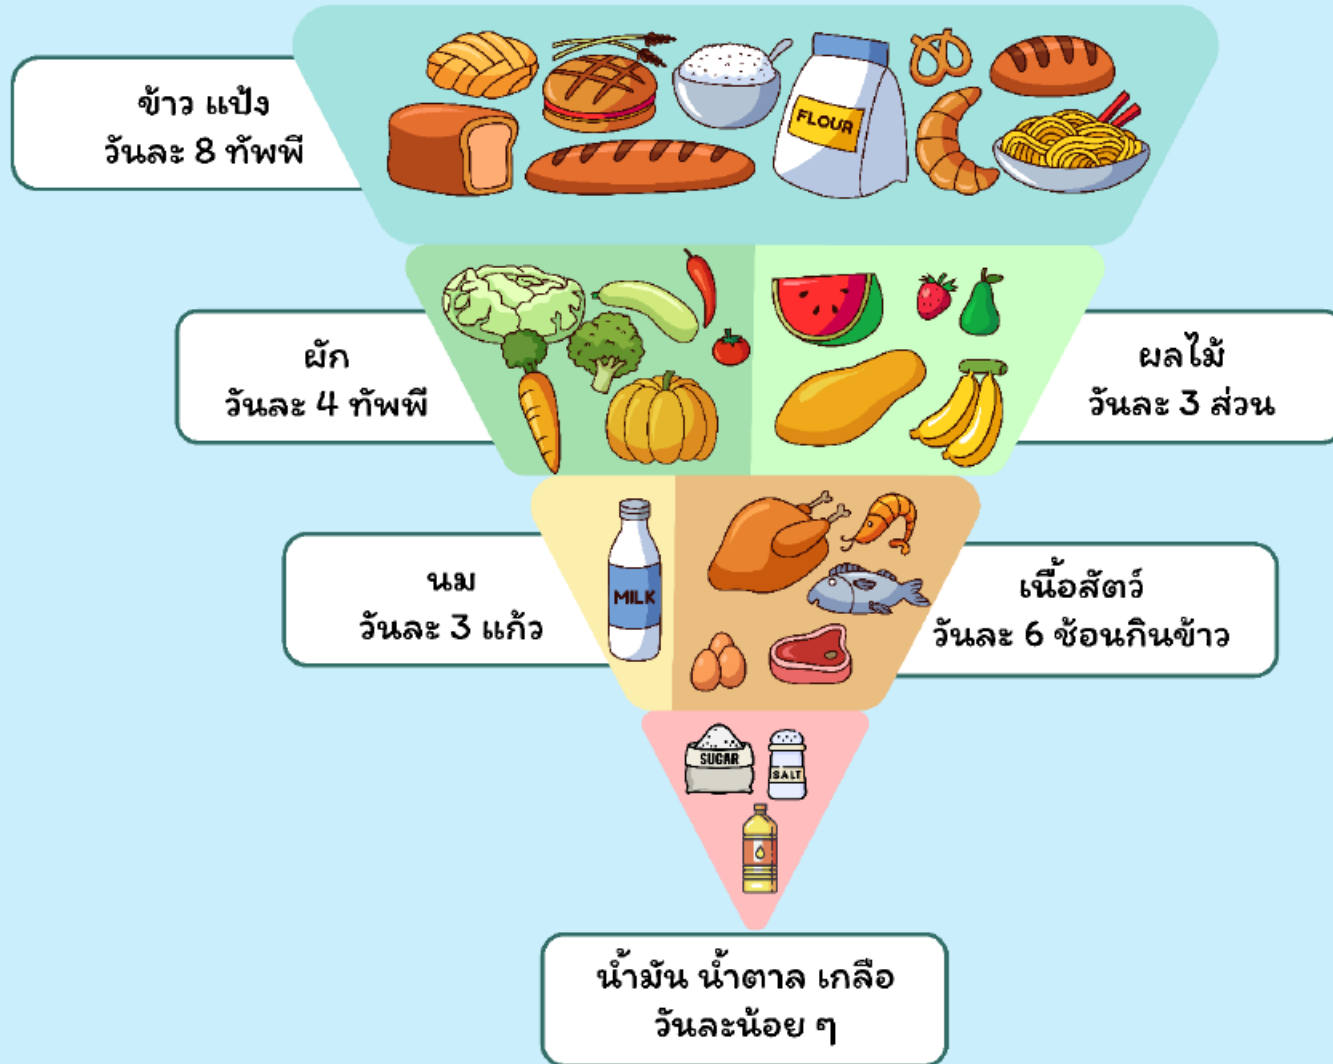 ข้าว แป้ง
วันละ 8 ทัพพี
FLOUR
ผัก
วันละ 4 ทัพพี
ผลไม้
วันละ 3 ส่วน
นม
วันละ 3 แก้ว
MILK
เนื้อสัตว์
วันละ 6 ช้อนกินข้าว
SUGAR
SALT
น้ำมัน น้ำตาล เกลือ
วันละน้อย ๆ